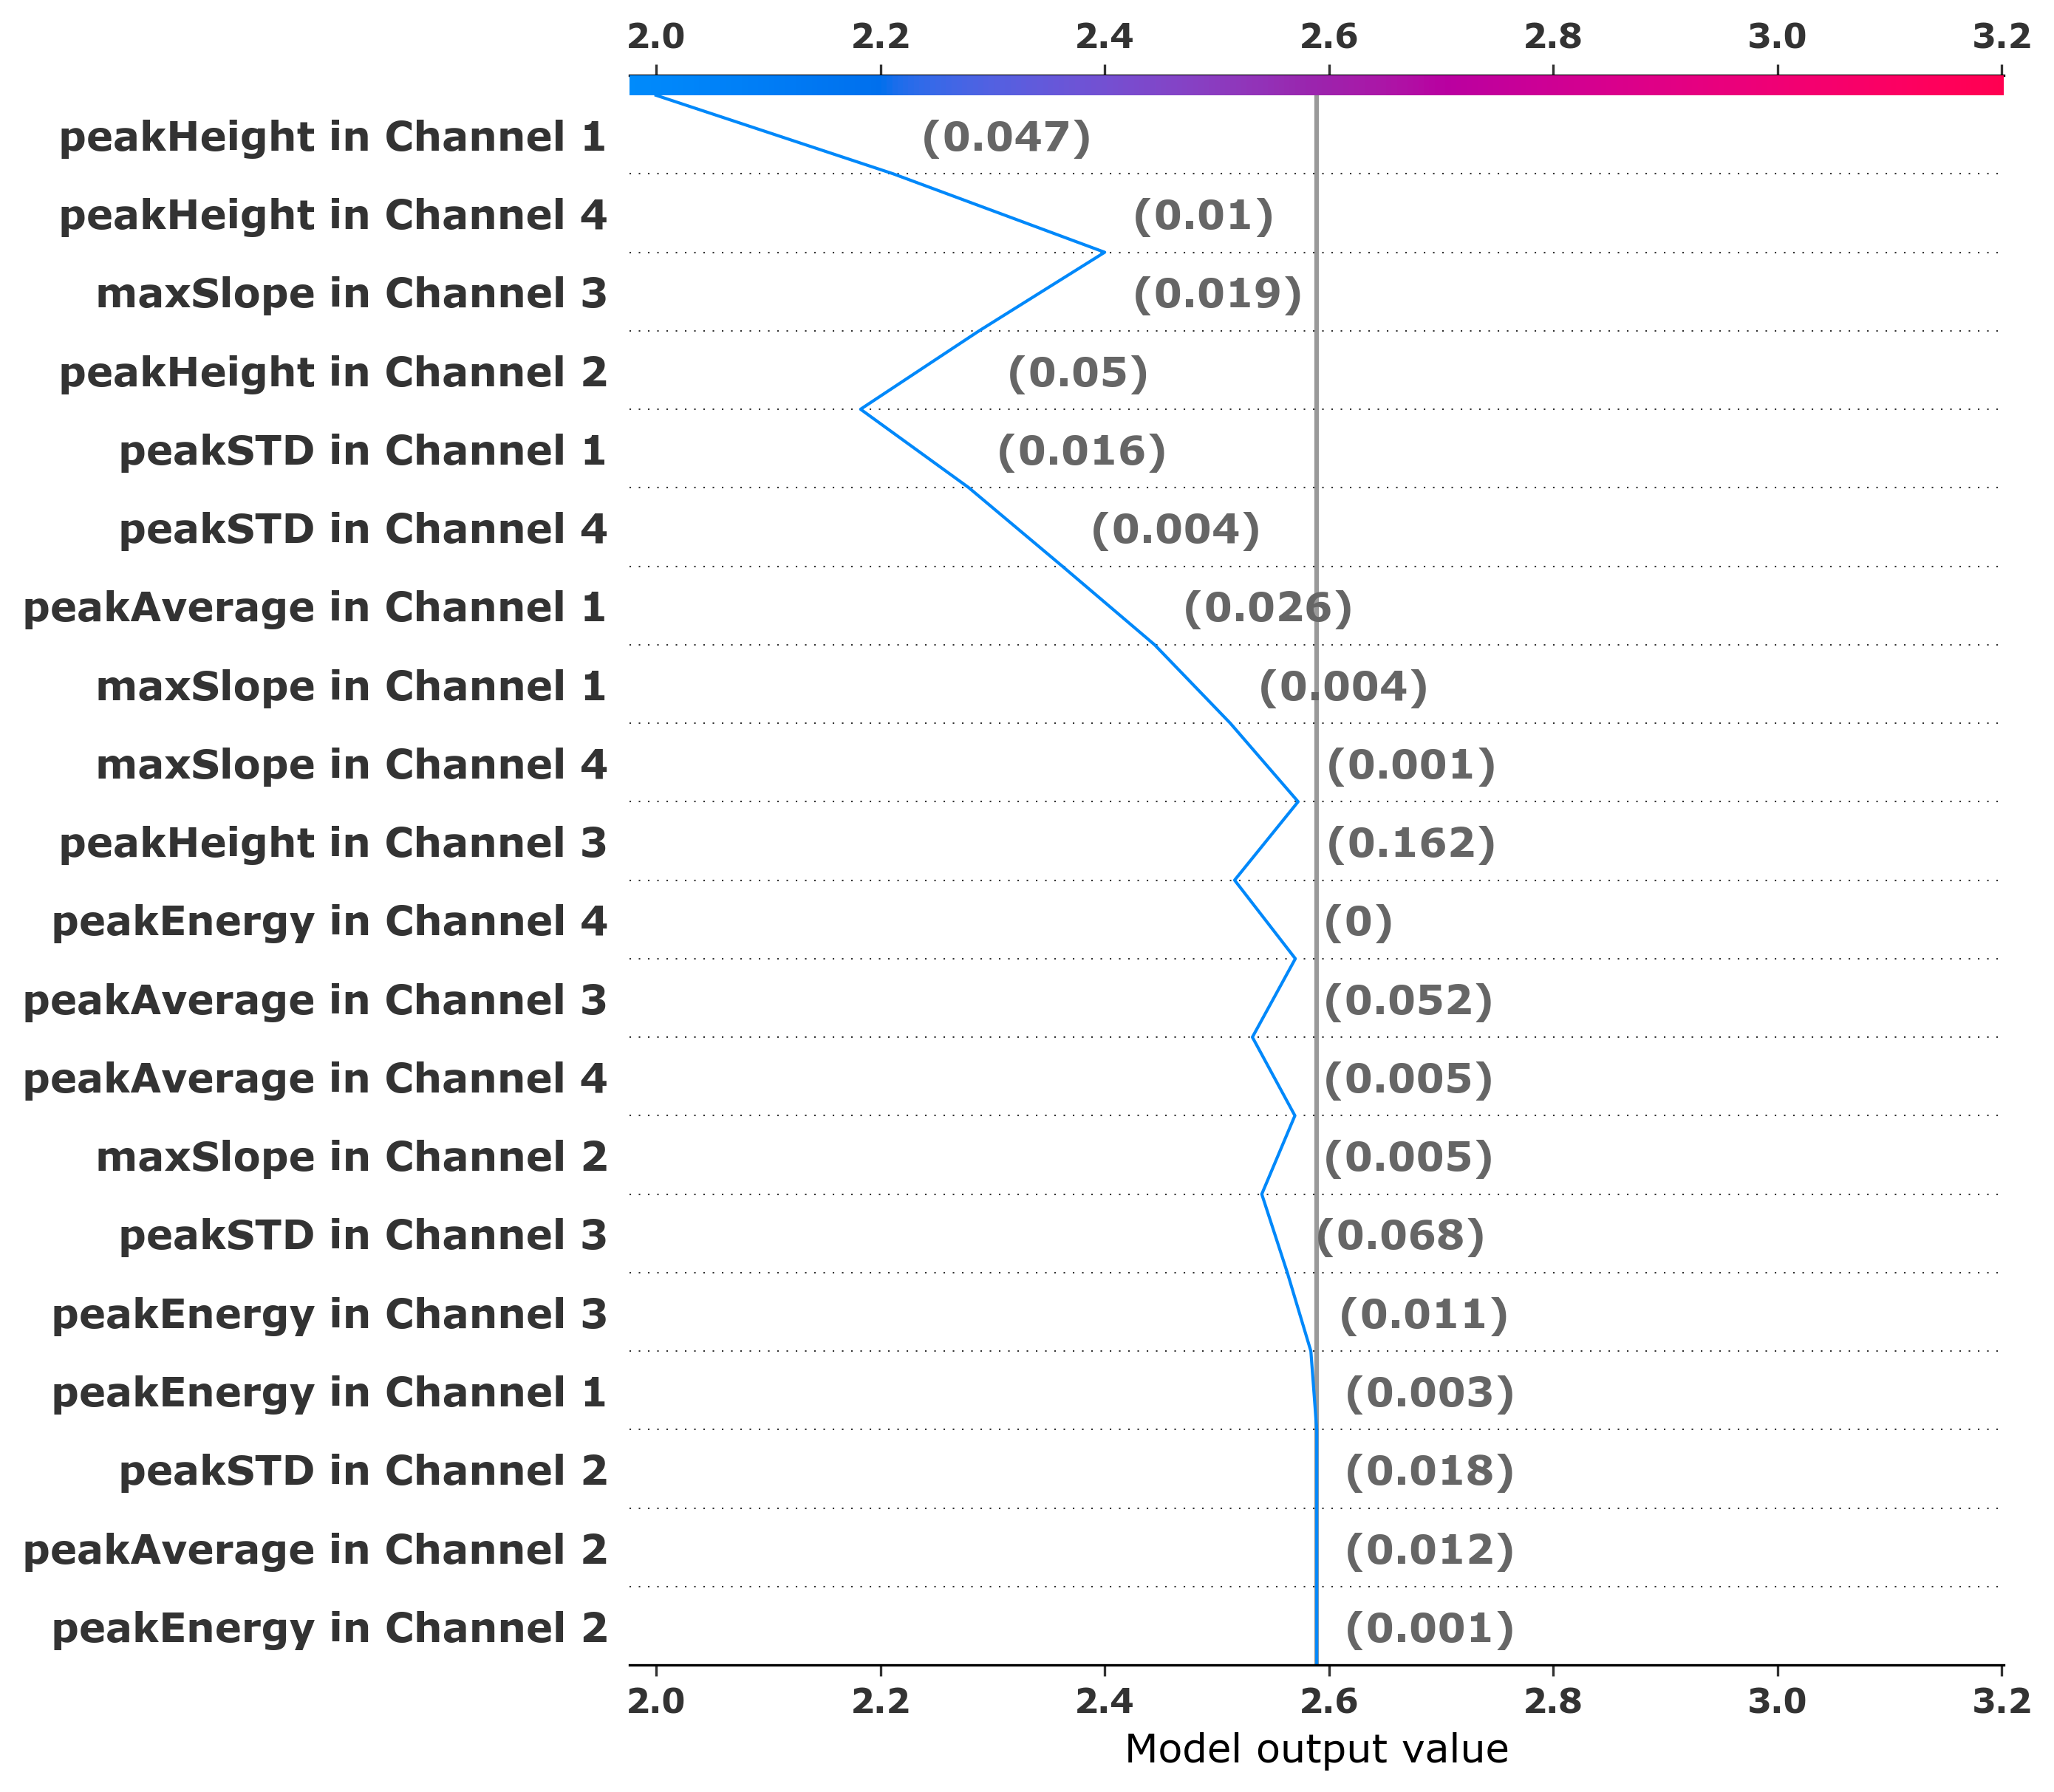 2.0 2.2 2.4 2.6 2.8 3.0 3.2
peakHeight in Channel 1 (0.047)
peakHeight in Channel 4 (0.01)
maxSlope in Channel 3 (0.019)
peakHeight in Channel 2 (0.05)
peakSTD in Channel 1 (0.016)
peakSTD in Channel 4 (0.004)
peakAverage in Channel 1 (0.026)
maxSlope in Channel 1 (0.004)
maxSlope in Channel 4 (0.001)
peakHeight in Channel 3 (0.162)
peakEnergy in Channel 4 (0)
peakAverage in Channel 3 (0.052)
peakAverage in Channel 4 (0.005)
maxSlope in Channel 2 (0.005)
peakSTD in Channel 3 (0.068)
peakEnergy in Channel 3 (0.011)
peakEnergy in Channel 1 (0.003)
peakSTD in Channel 2 (0.018)
peakAverage in Channel 2 (0.012)
peakEnergy in Channel 2 (0.001)
2.0 2.2 2.4 2.6 2.8 3.0 3.2
Model output value